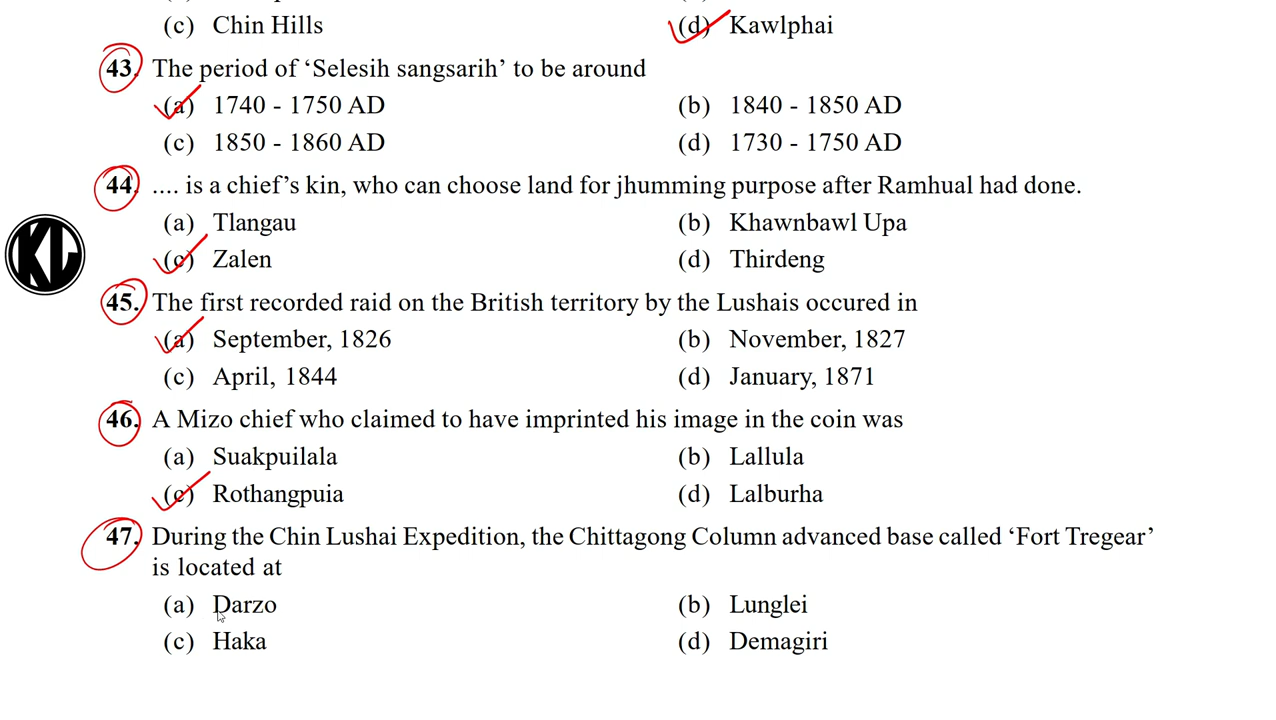 (c) Chin Hills (d) Kawlphai
43. The period of ‘Selesih sangsarih’ to be around
(a) 1740 - 1750 AD (b) 1840 - 1850 AD
(c) 1850 - 1860 AD (d) 1730 - 1750 AD
44. .... is a chief’s kin, who can choose land for jhumming purpose after Ramhual had done.
(a) Tlangau (b) Khawnbawl Upa
(c) Zalen (d) Thirdeng
KL
45. The first recorded raid on the British territory by the Lushais occured in
(a) September, 1826 (b) November, 1827
(c) April, 1844 (d) January, 1871
46. A Mizo chief who claimed to have imprinted his image in the coin was
(a) Suakpuilala (b) Lallula
(c) Rothangpuia (d) Lalburha
47. During the Chin Lushai Expedition, the Chittagong Column advanced base called ‘Fort Tregear’
is located at
(a) Darzo (b) Lunglei
(c) Haka (d) Demagiri